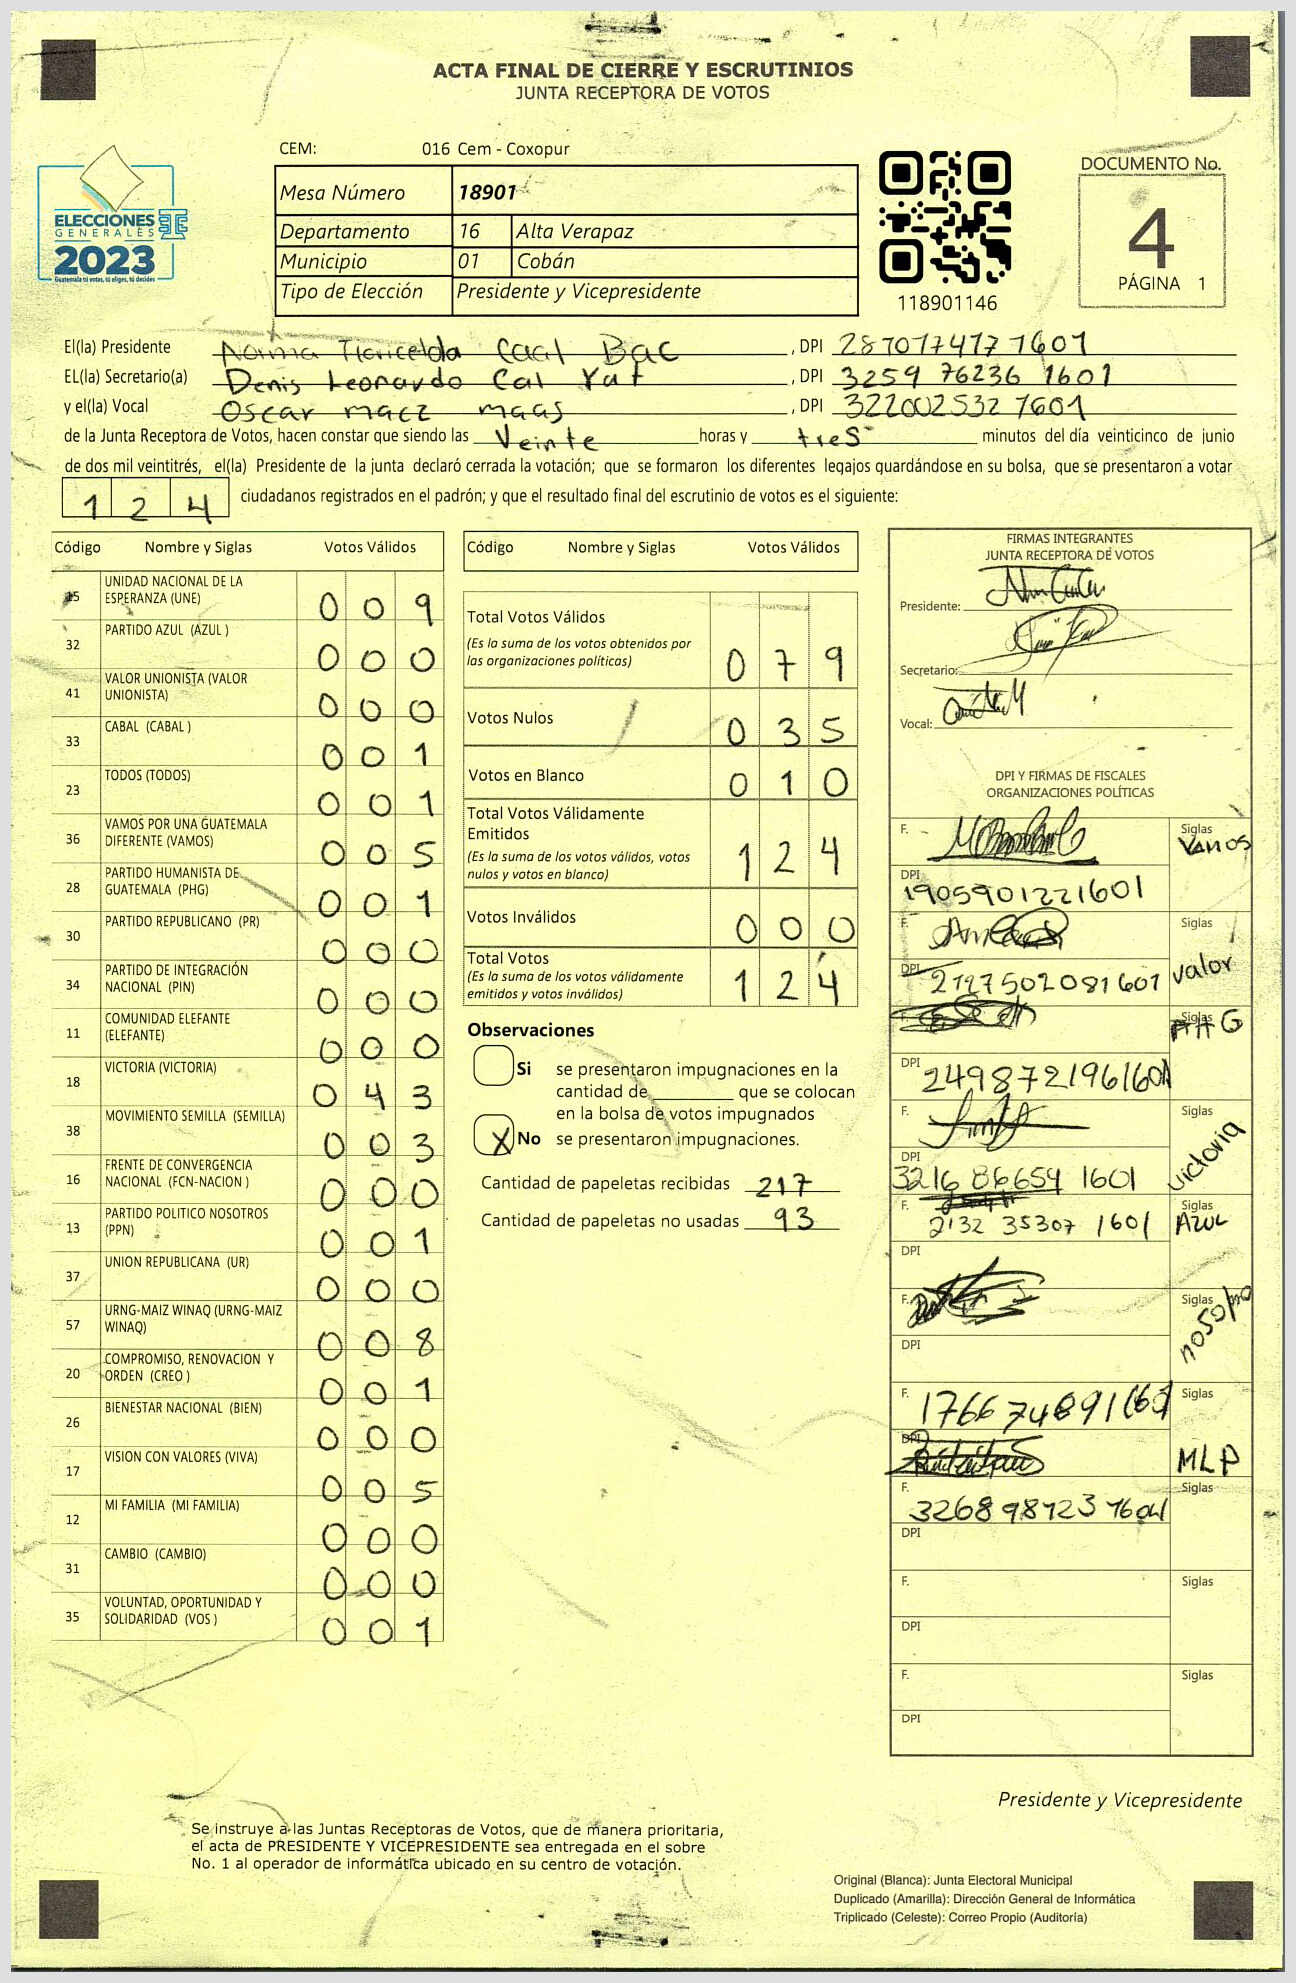 ACTA FINAL DE CIERRE Y ESCRUTINIOS
JUNTA RECEPTORA DE VOTOS
CEM: 016 Cem - Coxopur
Mesa Número 18901
Departamento 16 Alta Verapaz
Municipio 01 Cobán
Tipo de Elección Presidente y Vicepresidente
ELECCIONES
GENERALES
2023
Guatemala tú votas, tú eliges, tú decides
118901146
DOCUMENTO No.
4
PÁGINA 1
El(la) Presidente Norma Caal Bac , DPI
EL(la) Secretario(a) Denis Leonardo Cal Yat , DPI 3259 76236 1601
y el(la) Vocal Oscar macz maas , DPI
de la Junta Receptora de Votos, hacen constar que siendo las Veinte horas y tres minutos del día veinticinco de junio
de dos mil veintitrés, el(la) Presidente de la junta declaró cerrada la votación; que se formaron los diferentes legajos guardándose en su bolsa, que se presentaron a votar
1 2 4 ciudadanos registrados en el padrón; y que el resultado final del escrutinio de votos es el siguiente:
Código Nombre y Siglas Votos Válidos
15 UNIDAD NACIONAL DE LA
ESPERANZA (UNE) 0 0 9
32 PARTIDO AZUL (AZUL ) 0 0 0
41 VALOR UNIONISTA (VALOR
UNIONISTA) 0 0 0
33 CABAL (CABAL ) 0 0 1
23 TODOS (TODOS) 0 0 1
36 VAMOS POR UNA GUATEMALA
DIFERENTE (VAMOS) 0 0 5
28 PARTIDO HUMANISTA DE
GUATEMALA (PHG) 0 0 1
30 PARTIDO REPUBLICANO (PR) 0 0 0
34 PARTIDO DE INTEGRACIÓN
NACIONAL (PIN) 0 0 0
11 COMUNIDAD ELEFANTE
(ELEFANTE) 0 0 0
18 VICTORIA (VICTORIA) 0 4 3
38 MOVIMIENTO SEMILLA (SEMILLA) 0 0 3
16 FRENTE DE CONVERGENCIA
NACIONAL (FCN-NACION ) 0 0 0
13 PARTIDO POLITICO NOSOTROS
(PPN) 0 0 1
37 UNION REPUBLICANA (UR) 0 0 0
57 URNG-MAIZ WINAQ (URNG-MAIZ
WINAQ) 0 0 8
20 COMPROMISO, RENOVACION Y
ORDEN (CREO ) 0 0 1
26 BIENESTAR NACIONAL (BIEN) 0 0 0
17 VISION CON VALORES (VIVA) 0 0 5
12 MI FAMILIA (MI FAMILIA) 0 0 0
31 CAMBIO (CAMBIO) 0 0 0
35 VOLUNTAD, OPORTUNIDAD Y
SOLIDARIDAD (VOS ) 0 0 1
Código Nombre y Siglas Votos Válidos
Total Votos Válidos
(Es la suma de los votos obtenidos por
las organizaciones políticas) 0 7 9
Votos Nulos 0 3 5
Votos en Blanco 0 1 0
Total Votos Válidamente
Emitidos
(Es la suma de los votos válidos, votos
nulos y votos en blanco) 1 2 4
Votos Inválidos 0 0 0
Total Votos
(Es la suma de los votos válidamente
emitidos y votos inválidos) 1 2 4
Observaciones
Si se presentaron impugnaciones en la
cantidad de que se colocan
en la bolsa de votos impugnados
X No se presentaron impugnaciones.
Cantidad de papeletas recibidas 217
Cantidad de papeletas no usadas 93
FIRMAS INTEGRANTES
JUNTA RECEPTORA DE VOTOS
Presidente:
Secretario:
Vocal:
DPI Y FIRMAS DE FISCALES
ORGANIZACIONES POLÍTICAS
F. Siglas VAMOS
DPI 1905901221601
F. Siglas valor
DPI
F. Siglas
DPI
F. Siglas victoria
DPI 3216 86654 1601
F. Siglas AZUL
2132 35307 1601
DPI
F. Siglas
DPI
F. Siglas
DPI MLP
F. Siglas
DPI
F. Siglas
DPI
F. Siglas
DPI
Presidente y Vicepresidente
Se instruye a las Juntas Receptoras de Votos, que de manera prioritaria,
el acta de PRESIDENTE Y VICEPRESIDENTE sea entregada en el sobre
No. 1 al operador de informática ubicado en su centro de votación.
Original (Blanca): Junta Electoral Municipal
Duplicado (Amarilla): Dirección General de Informática
Triplicado (Celeste): Correo Propio (Auditoría)